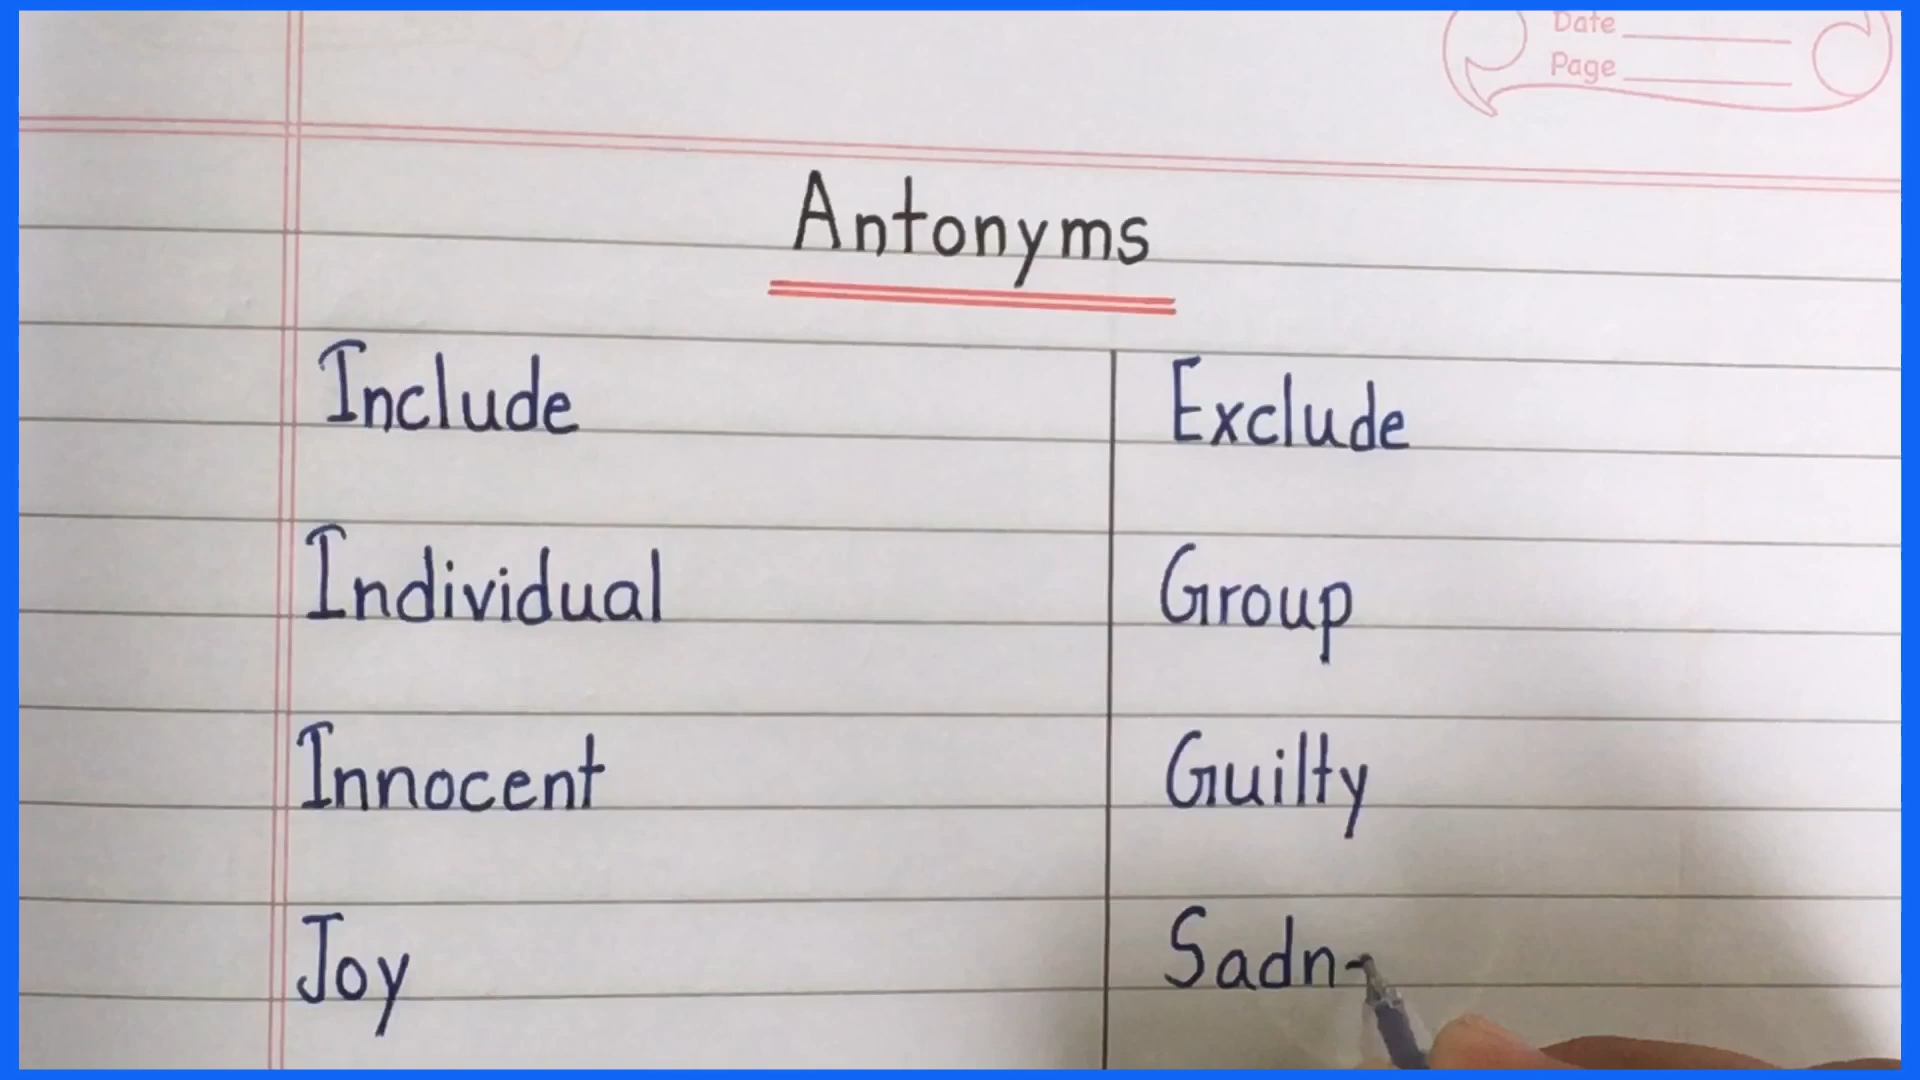 Date
Page
Antonyms
Include Exclude
Individual Group
Innocent Guilty
Joy Sadn